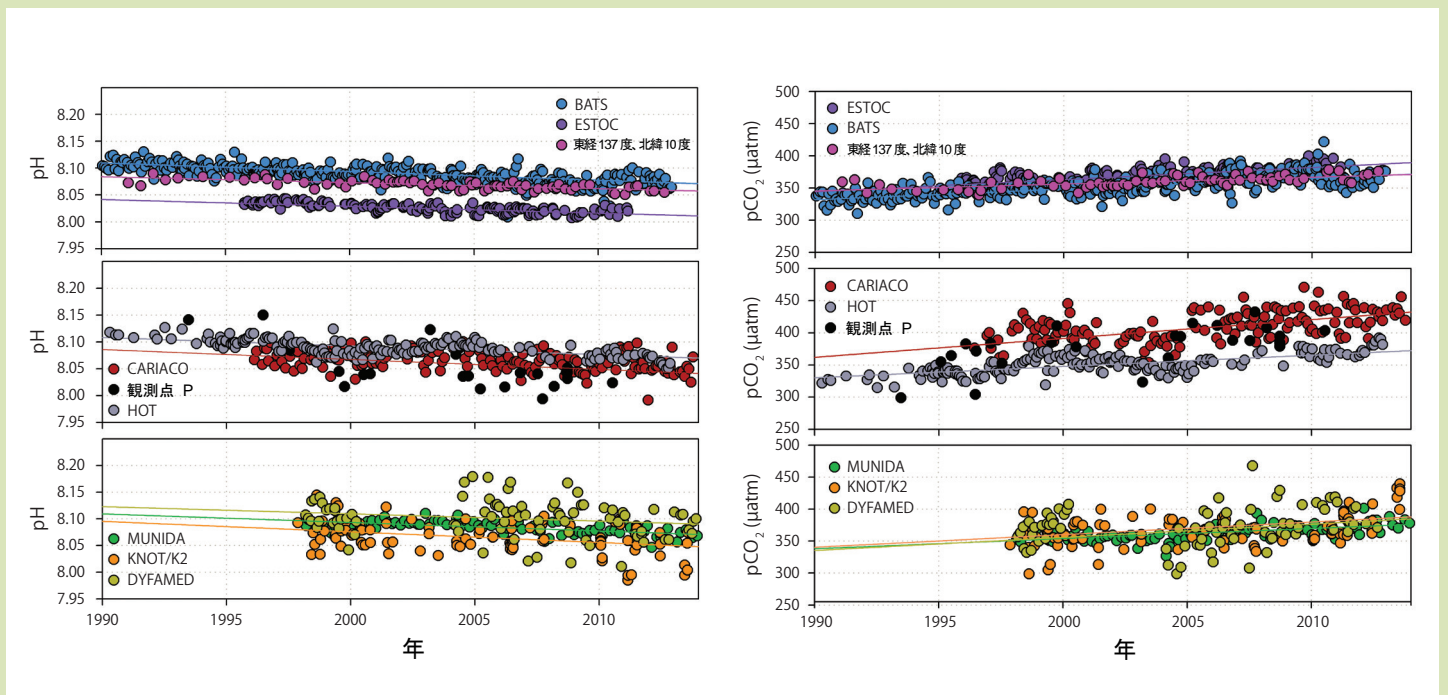 8.20
8.15
8.10
8.05
8.00
7.95
pH
BATS
ESTOC
東経 137 度、北緯 10 度
8.20
8.15
8.10
8.05
8.00
7.95
pH
CARIACO
観測点 P
HOT
8.20
8.15
8.10
8.05
8.00
7.95
pH
MUNIDA
KNOT/K2
DYFAMED
1990 1995 2000 2005 2010
年
500
450
400
350
300
250
pCO2 (µatm)
ESTOC
BATS
東経 137 度、北緯 10 度
500
450
400
350
300
250
pCO2 (µatm)
CARIACO
HOT
観測点 P
500
450
400
350
300
250
pCO2 (µatm)
MUNIDA
KNOT/K2
DYFAMED
1990 1995 2000 2005 2010
年